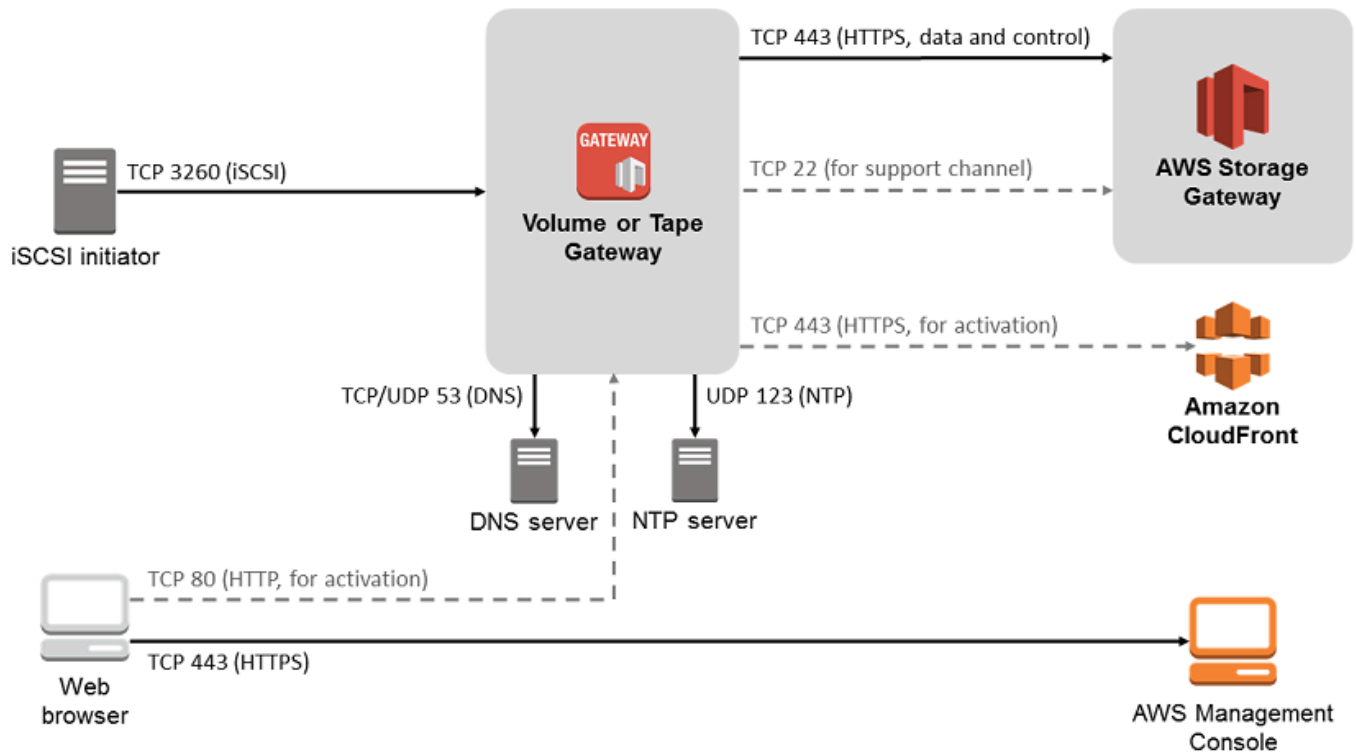 TCP 443 (HTTPS, data and control)
GATEWAY
TCP 3260 (iSCSI)
iSCSI initiator
Volume or Tape
Gateway
TCP 22 (for support channel)
AWS Storage
Gateway
TCP 443 (HTTPS, for activation)
Amazon
CloudFront
TCP/UDP 53 (DNS)
UDP 123 (NTP)
DNS server
NTP server
TCP 80 (HTTP, for activation)
TCP 443 (HTTPS)
Web
browser
AWS Management
Console